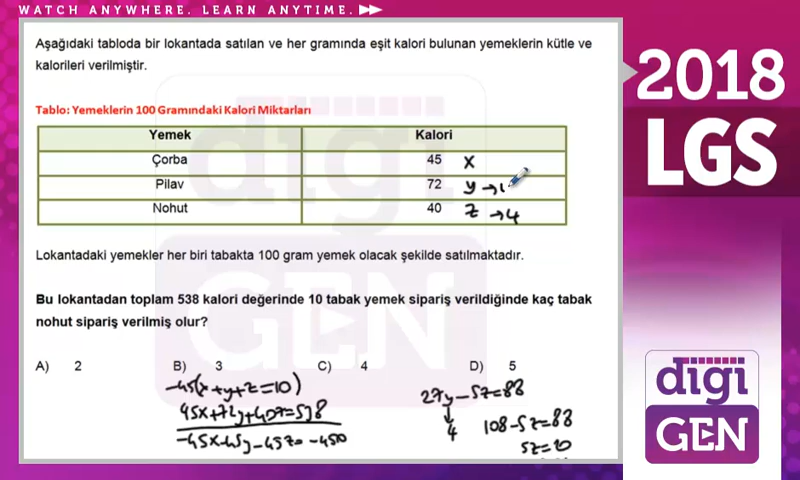 WATCH ANYWHERE. LEARN ANYTIME.
Aşağıdaki tabloda bir lokantada satılan ve her gramında eşit kalori bulunan yemeklerin kütle ve
kalorileri verilmiştir.
Tablo: Yemeklerin 100 Gramındaki Kalori Miktarları
Yemek Kalori
Çorba 45 x
Pilav 72 y →
Nohut 40 z → 4
Lokantadaki yemekler her biri tabakta 100 gram yemek olacak şekilde satılmaktadır.
Bu lokantadan toplam 538 kalori değerinde 10 tabak yemek sipariş verildiğinde kaç tabak
nohut sipariş verilmiş olur?
A) 2 B) 3 C) 4 D) 5
-45(x+y+z=10)
45x+72y+40z=538
-45x-45y-45z=-450
27y-5z=88
4
108-5z=88
5z=20
2018
LGS
digi
GEN
digi
GEN